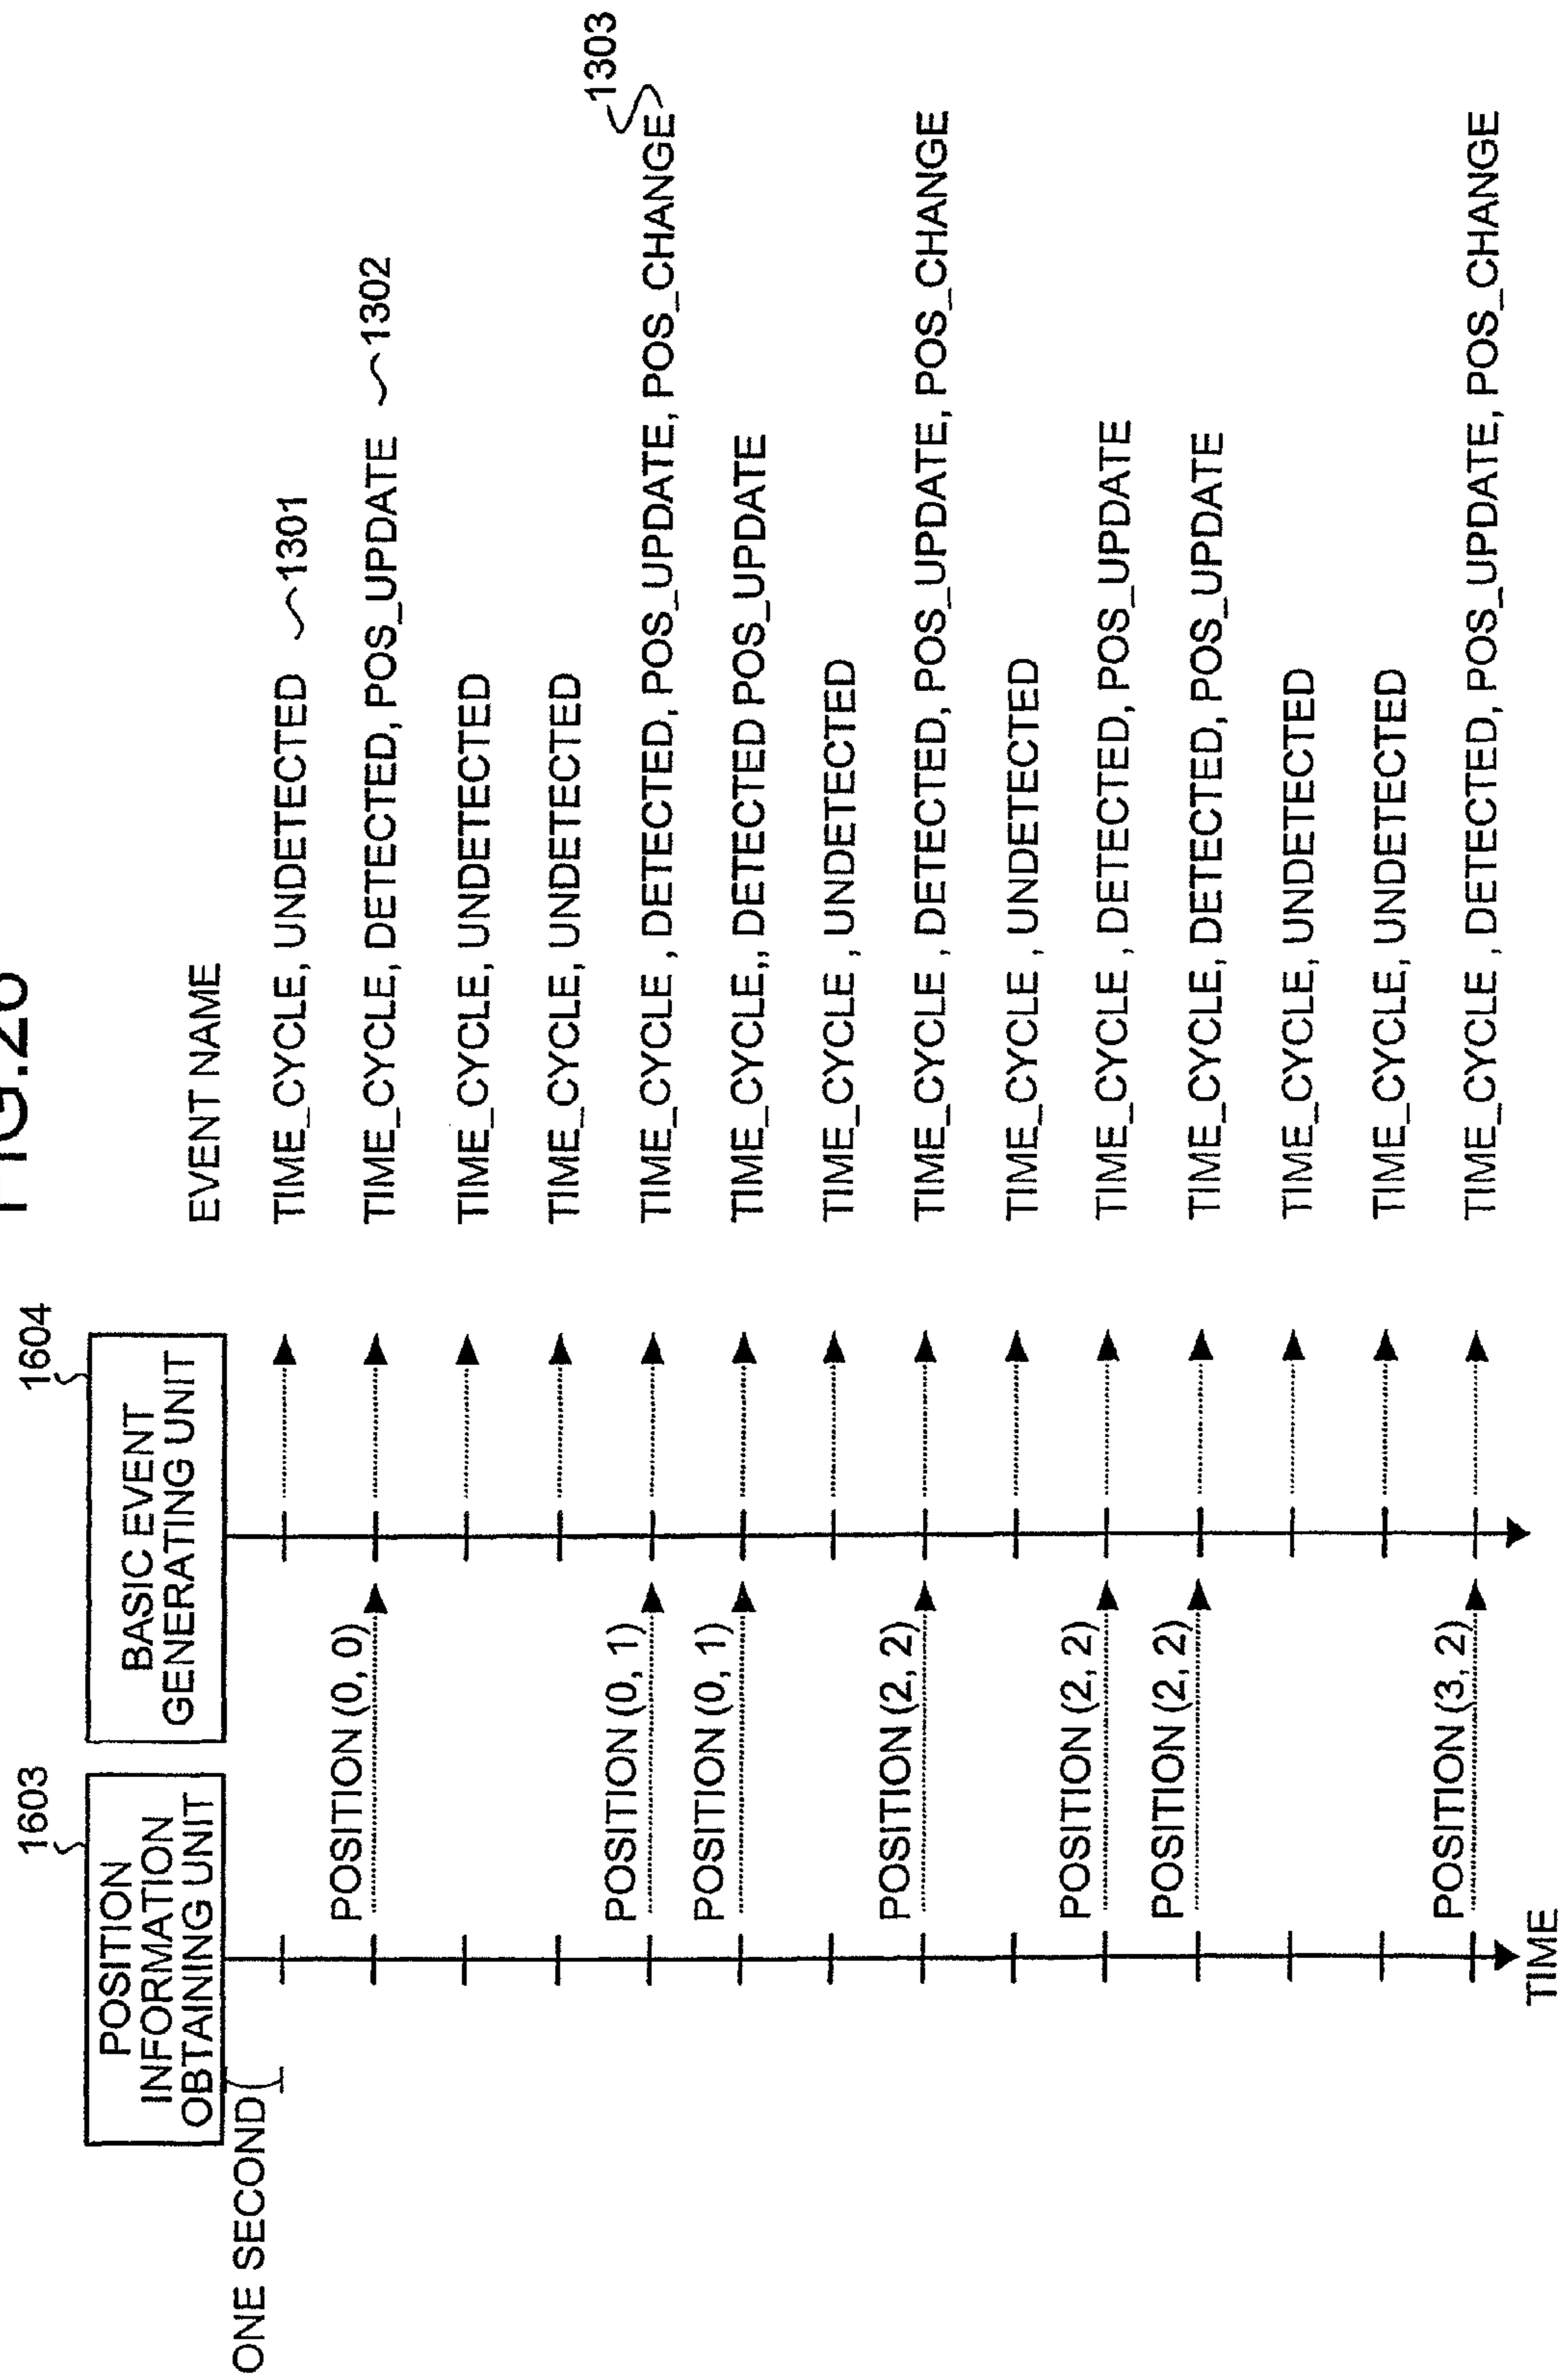 1603
POSITION
INFORMATION
OBTAINING UNIT
1604
BASIC EVENT
GENERATING UNIT
EVENT NAME
ONE SECOND
TIME_CYCLE, UNDETECTED 1301
POSITION (0, 0)
TIME_CYCLE, DETECTED, POS_UPDATE 1302
TIME_CYCLE, UNDETECTED
TIME_CYCLE, UNDETECTED
1303
POSITION (0, 1)
TIME_CYCLE , DETECTED, POS_UPDATE, POS_CHANGE
POSITION (0, 1)
TIME_CYCLE,, DETECTED POS_UPDATE
TIME_CYCLE , UNDETECTED
POSITION (2, 2)
TIME_CYCLE , DETECTED, POS_UPDATE, POS_CHANGE
TIME_CYCLE , UNDETECTED
POSITION (2, 2)
TIME_CYCLE , DETECTED, POS_UPDATE
POSITION (2, 2)
TIME_CYCLE, DETECTED, POS_UPDATE
TIME_CYCLE, UNDETECTED
TIME_CYCLE, UNDETECTED
POSITION (3, 2)
TIME_CYCLE , DETECTED, POS_UPDATE, POS_CHANGE
TIME